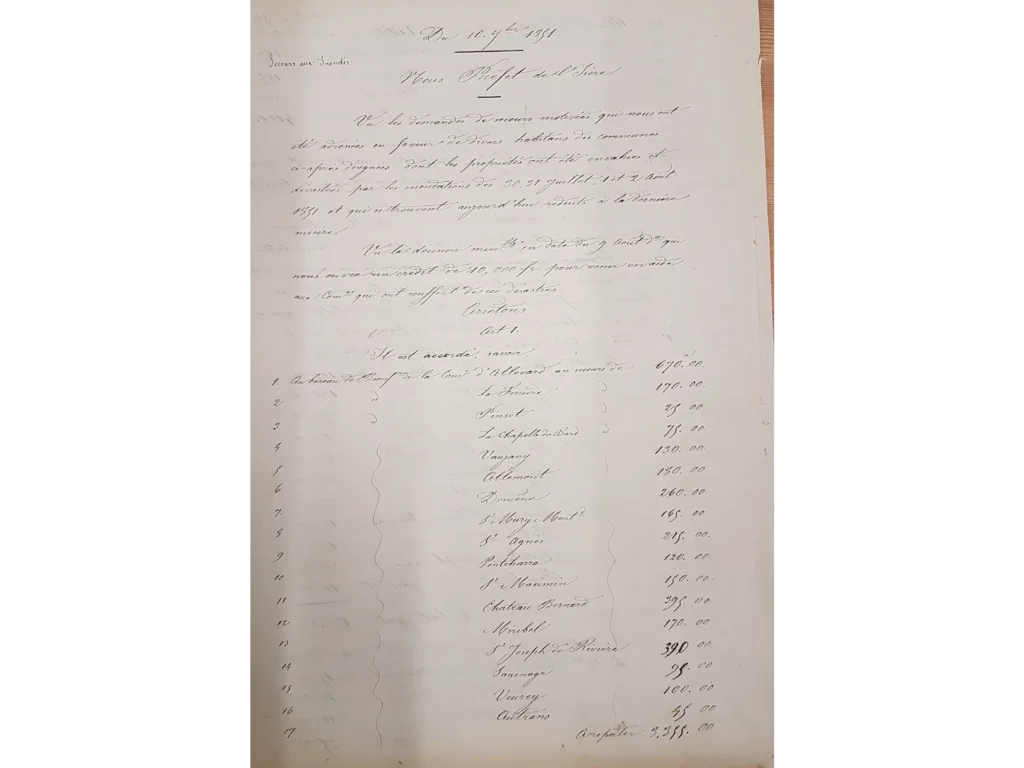 Du 10. 7bre 1851
Secours aux Inondés
Nous Préfet de l'Isère
Vu les demandes de secours motivées qui nous ont
été adressées en faveur de divers habitans des communes
ci-après désignées dont les propriétés ont été envahies et
dévastées par les inondations des 30, 31 Juillet, 1 et 2 Août
1851 et qui se trouvent aujourd'hui réduits à la dernière
misère.
Vu la décision minlle en date du 9 Août dr qui
nous ouvre un crédit de 10,000 fr pour venir en aide
aux Comes qui ont souffert de ces désastres
Arrêtons
Art 1.
Il est accordé, savoir
1. Au bureau de Bienfce de la Come d'Allevard un secours de 670. 00.
2 " La Ferrière " 170. 00
3 " Pinsot " 25 00
4 La Chapelle du Bard " 75. 00
5 Vaujany 130. 00
6 Allemont 180. 00
7. Domène 260. 00
8 St Mury Montd 165. 00
9 Ste Agnès 215. 00.
10 Pontcharra 120. 00
11 St Maximin 150. 00
12 Chateau Bernard 395. 00
13 Miribel 170. 00
14 St Joseph de Rivière 390 00.
15 Sassenage 95. 00
16 Veurey 100. 00
17 Autrans 45 00
A reporter 3,355. 00